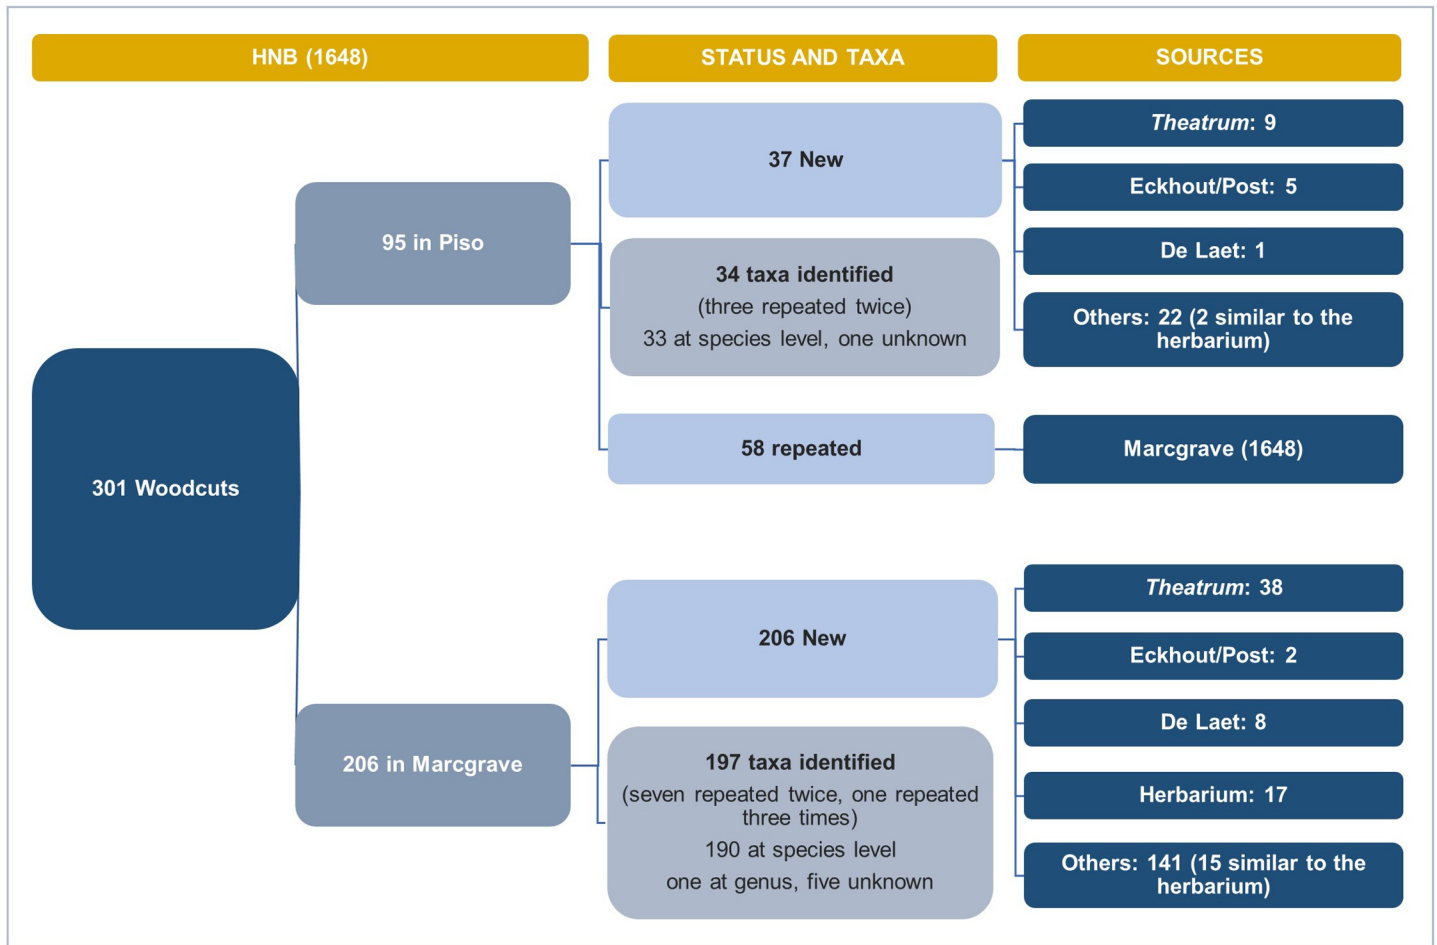 HNB (1648)
STATUS AND TAXA
SOURCES
301 Woodcuts
95 in Piso
37 New
Theatrum: 9
Eckhout/Post: 5
De Laet: 1
Others: 22 (2 similar to the
herbarium)
34 taxa identified
(three repeated twice)
33 at species level, one unknown
58 repeated
Marcgrave (1648)
206 in Marcgrave
206 New
Theatrum: 38
Eckhout/Post: 2
De Laet: 8
Herbarium: 17
Others: 141 (15 similar to the
herbarium)
197 taxa identified
(seven repeated twice, one repeated
three times)
190 at species level
one at genus, five unknown